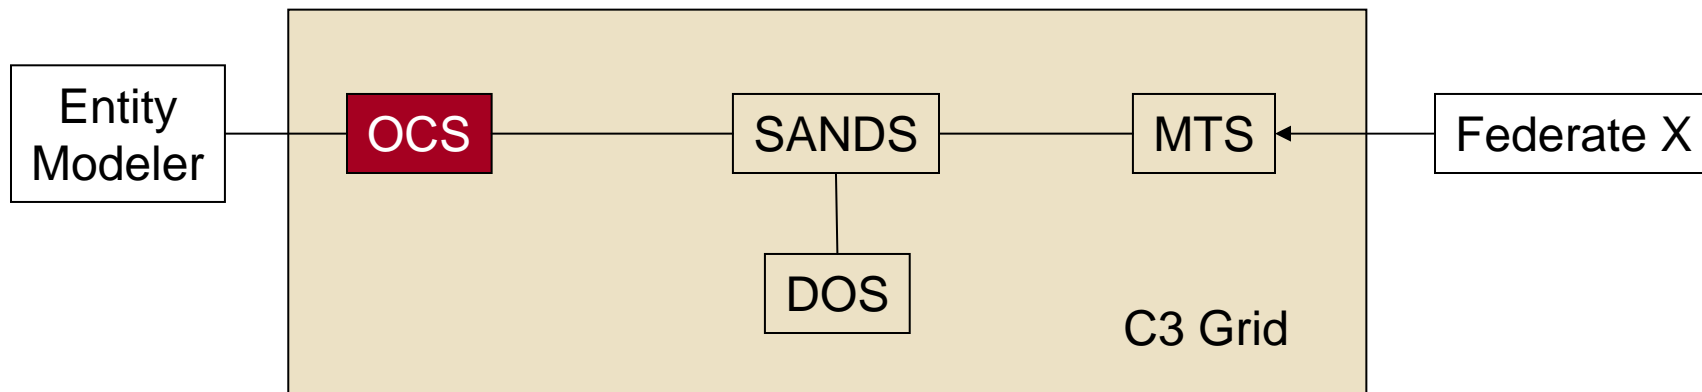 Entity
Modeler
OCS
SANDS
MTS
Federate X
DOS
C3 Grid